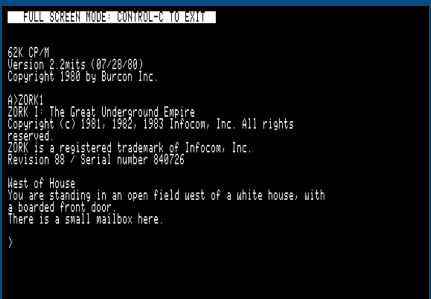 FULL SCREEN MODE: CONTROL-C TO EXIT
62K CP/M
Version 2.2mits (07/28/80)
Copyright 1980 by Burcon Inc.
A>ZORK1
ZORK I: The Great Underground Empire
Copyright (c) 1981, 1982, 1983 Infocom, Inc. All rights
reserved.
ZORK is a registered trademark of Infocom, Inc.
Revision 88 / Serial number 840726
West of House
You are standing in an open field west of a white house, with
a boarded front door.
There is a small mailbox here.
>